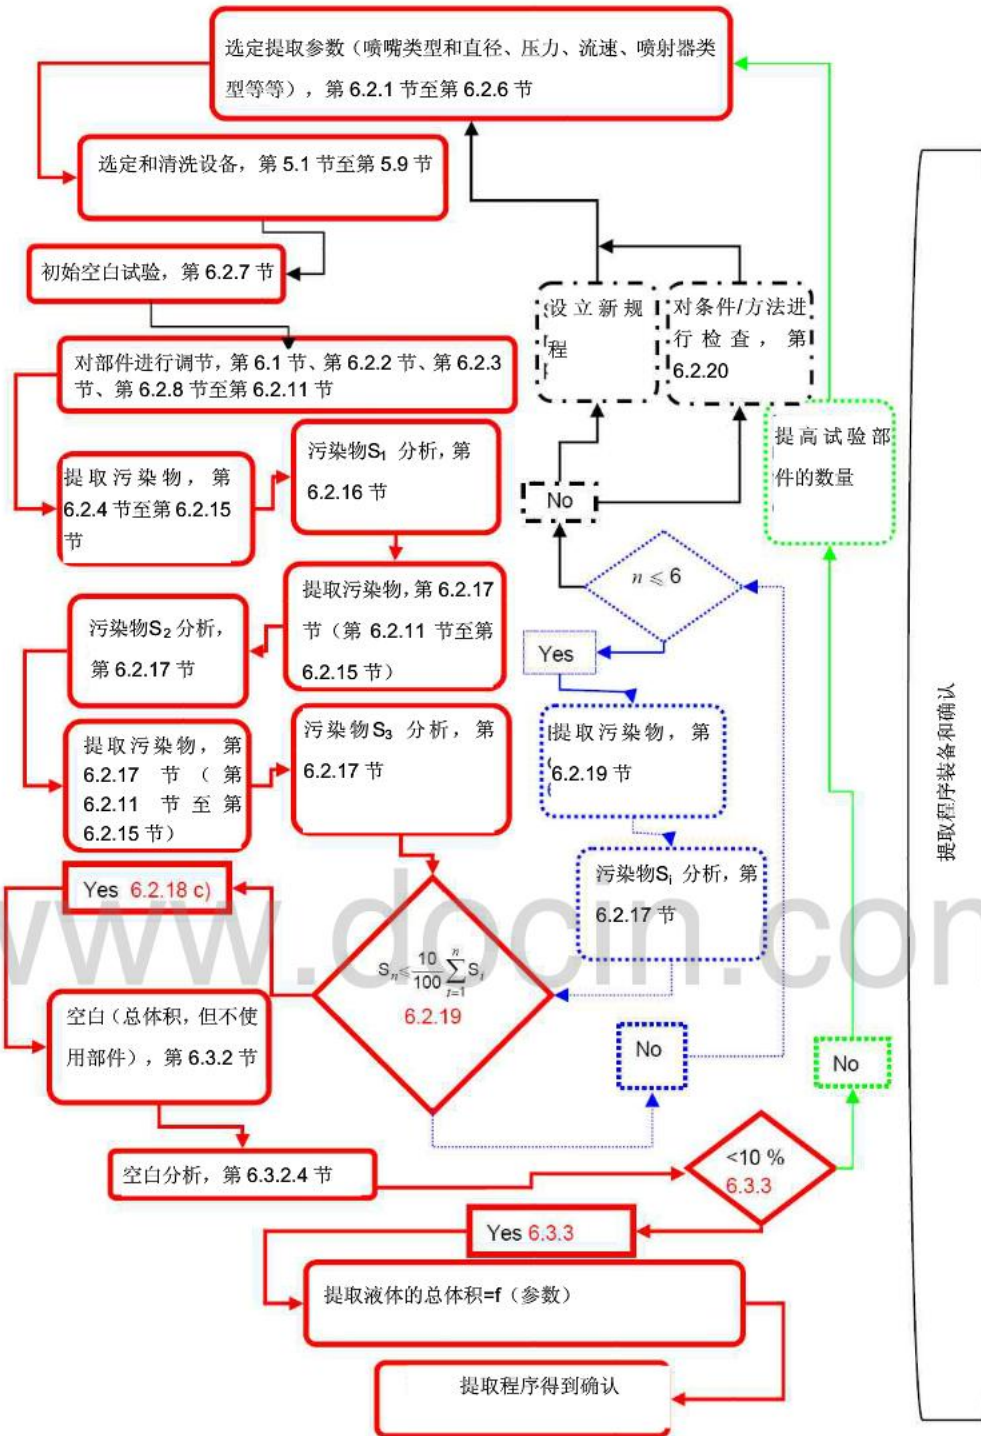 选定提取参数（喷嘴类型和直径、压力、流速、喷射器类
型等等），第 6.2.1 节至第 6.2.6 节
选定和清洗设备，第 5.1 节至第 5.9 节
初始空白试验，第 6.2.7 节
对部件进行调节，第 6.1 节、第 6.2.2 节、第 6.2.3
节、第 6.2.8 节至第 6.2.11 节
提取污染物，第
6.2.4 节至第 6.2.15
节
污染物S₁ 分析，第
6.2.16 节
提取污染物，第 6.2.17
节（第 6.2.11 节至第
6.2.15 节）
污染物S₂ 分析，
第 6.2.17 节
提取污染物，第
6.2.17 节（第
6.2.11 节至第
6.2.15 节）
污染物S₃ 分析，第
6.2.17 节
Yes 6.2.18 c)
Sₙ≤ 10/100 ∑ⁿₜ₌₁ Sₜ
6.2.19
空白（总体积，但不使
用部件），第 6.3.2 节
空白分析，第 6.3.2.4 节
<10 %
6.3.3
Yes 6.3.3
提取液体的总体积=f（参数）
提取程序得到确认
设立新规
程
对条件/方法进
行检查，第
6.2.20
No
n ≤ 6
Yes
提取污染物，第
6.2.19 节
污染物Sᵢ 分析，第
6.2.17 节
No
提高试验部
件的数量
No
提取程序装备和确认
www.docin.com